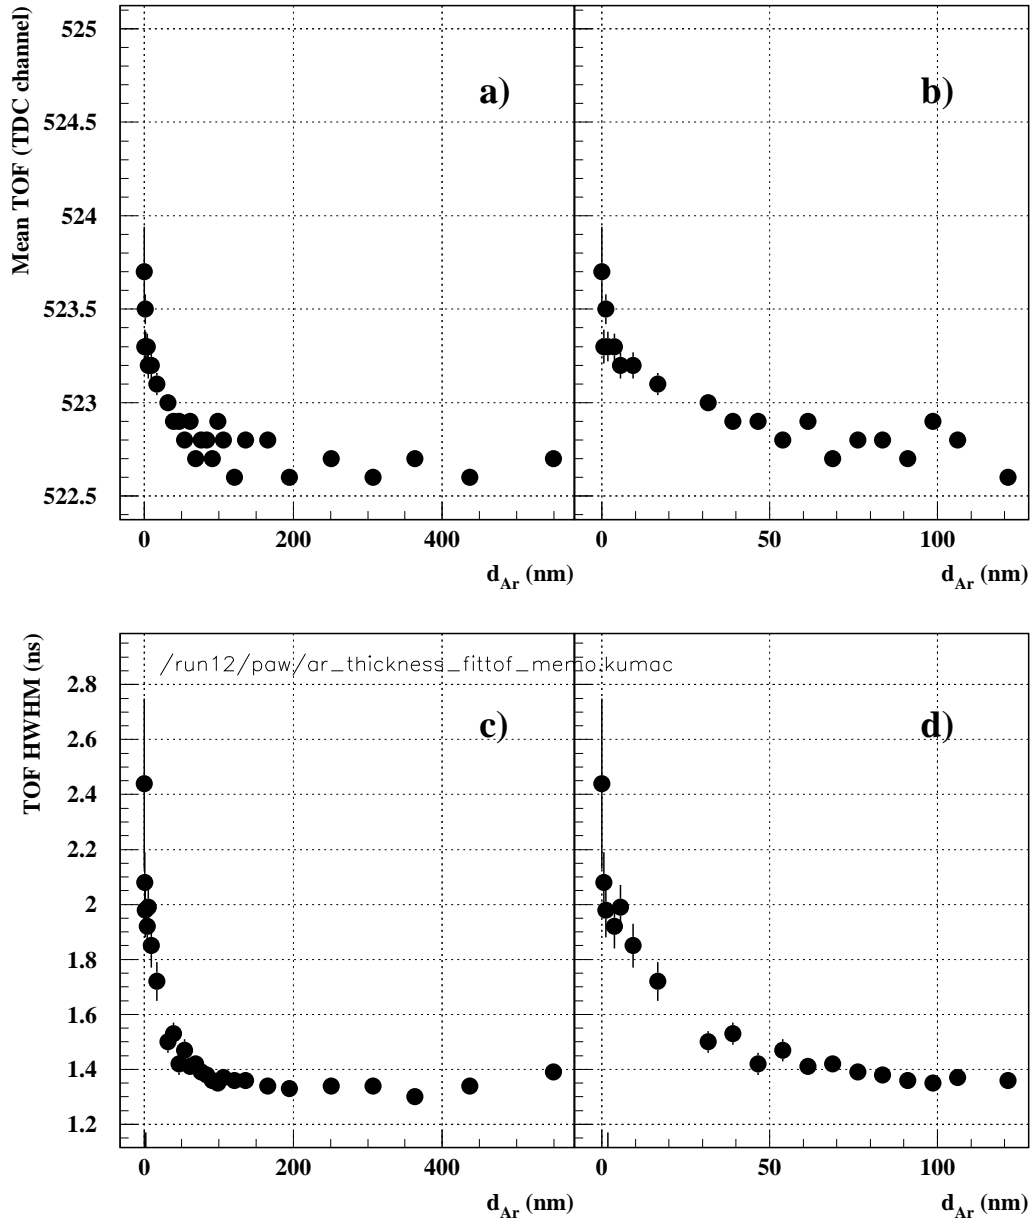 Mean TOF (TDC channel)
525
524.5
524
523.5
523
522.5
a)
b)
0
200
400
0
50
100
d_Ar (nm)
d_Ar (nm)
TOF HWHM (ns)
/run12/paw/ar_thickness_fittof_memo.kumac
2.8
2.6
2.4
2.2
2
1.8
1.6
1.4
1.2
c)
d)
0
200
400
0
50
100
d_Ar (nm)
d_Ar (nm)